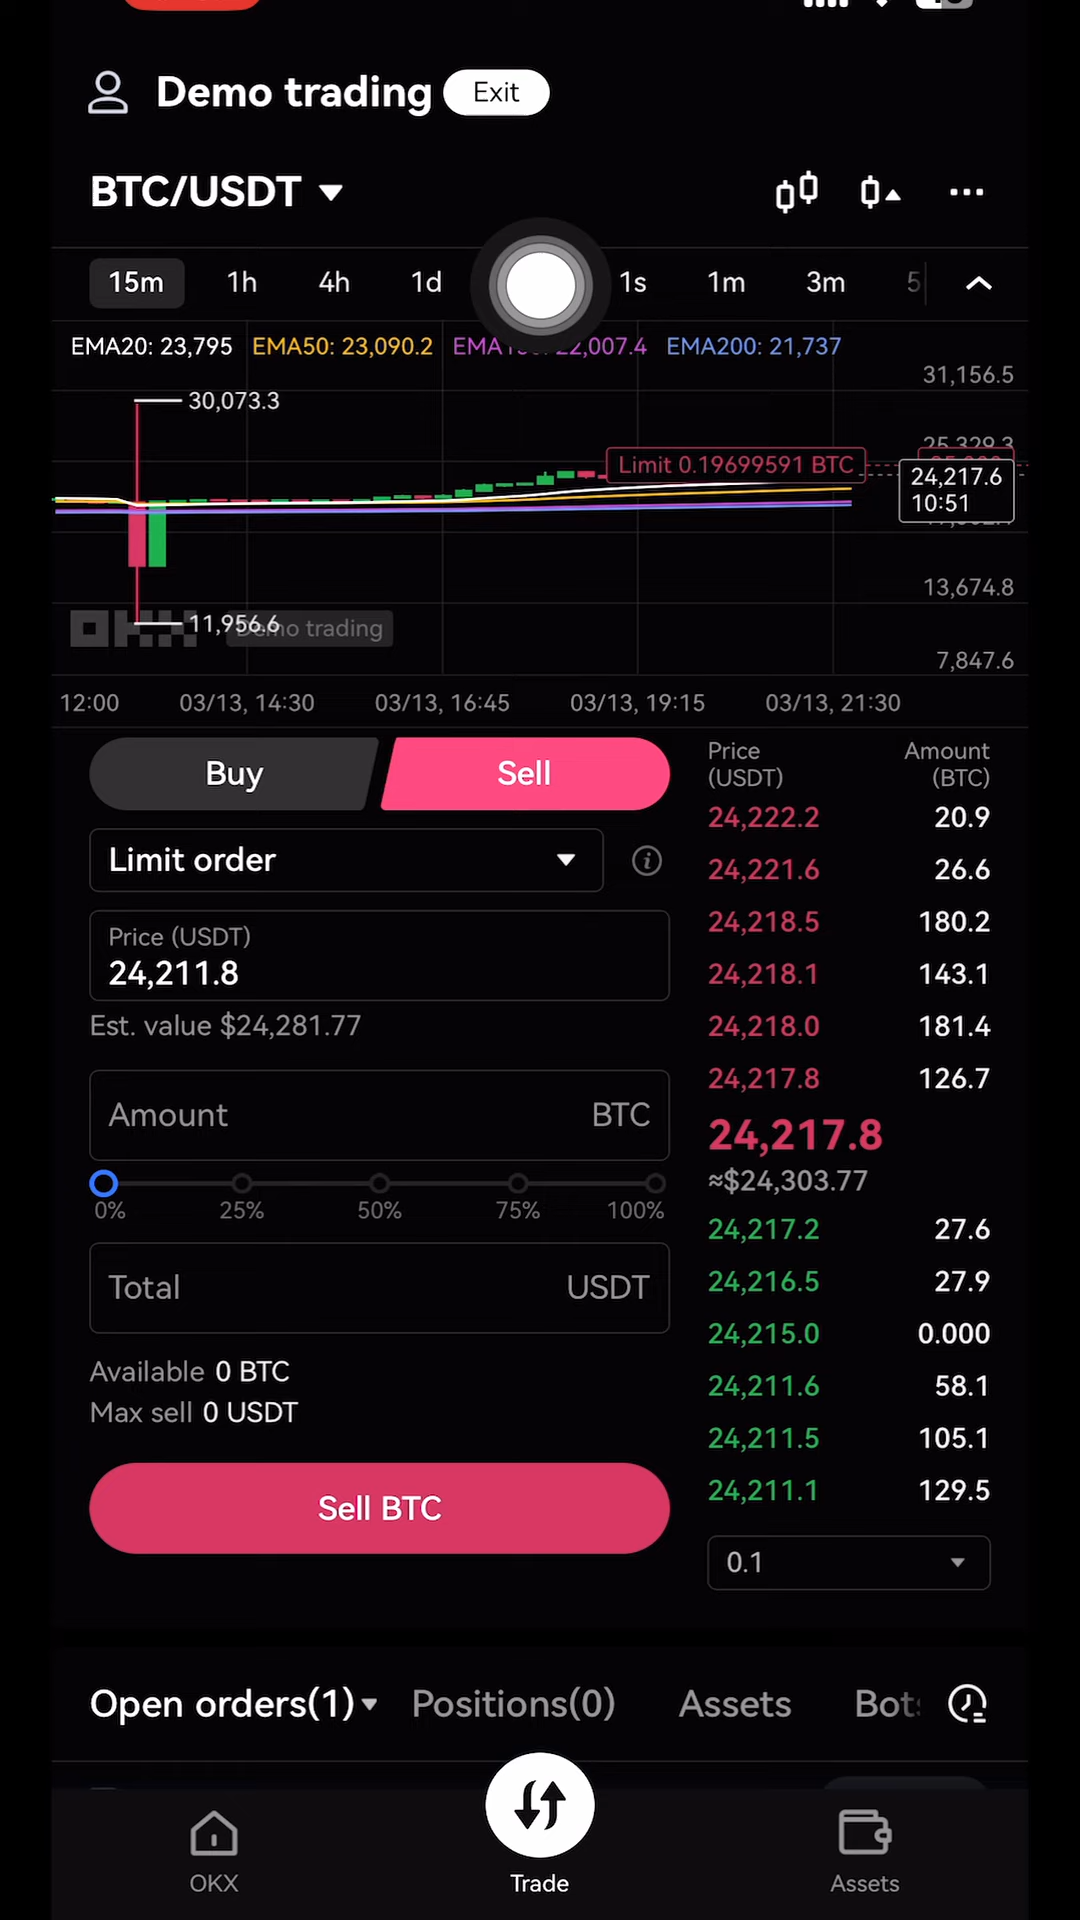 Demo trading Exit
BTC/USDT
15m 1h 4h 1d 1s 1m 3m 5
EMA20: 23,795 EMA50: 23,090.2 22,007.4 EMA200: 21,737
31,156.5
30,073.3
25,329.3
Limit 0.19699591 BTC
24,217.6
10:51
13,674.8
11,956.6
OKX Demo trading
7,847.6
12:00 03/13, 14:30 03/13, 16:45 03/13, 19:15 03/13, 21:30
Buy Sell
Limit order
Price (USDT)
24,211.8
Est. value $24,281.77
Amount BTC
0% 25% 50% 75% 100%
Total USDT
Available 0 BTC
Max sell 0 USDT
Sell BTC
Price Amount
(USDT) (BTC)
24,222.2 20.9
24,221.6 26.6
24,218.5 180.2
24,218.1 143.1
24,218.0 181.4
24,217.8 126.7
24,217.8
≈$24,303.77
24,217.2 27.6
24,216.5 27.9
24,215.0 0.000
24,211.6 58.1
24,211.5 105.1
24,211.1 129.5
0.1
Open orders(1) Positions(0) Assets Bots
OKX Trade Assets